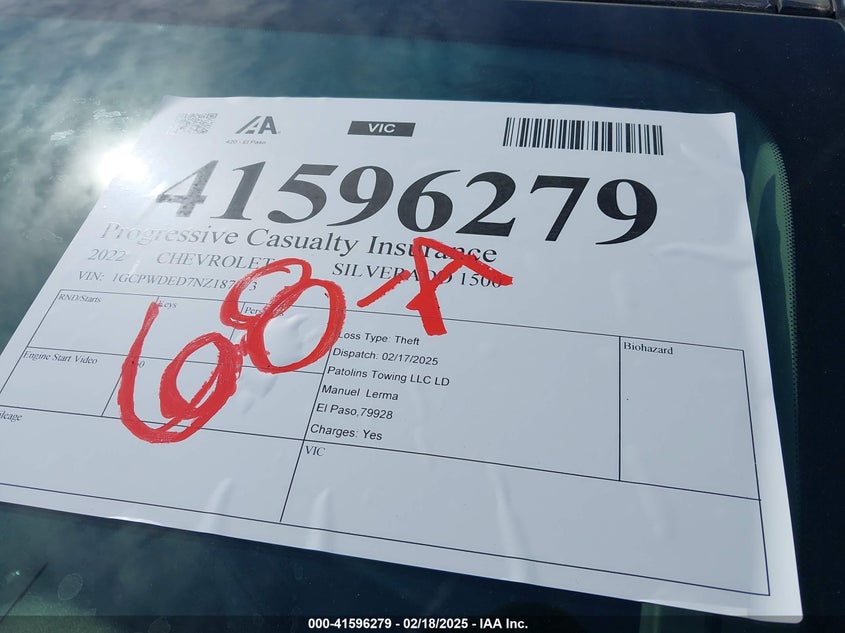 IAA
VIC
420 - El Paso
41596279
Progressive Casualty Insurance
2022 CHEVROLET SILVERADO 1500
VIN:
RND/Starts
Keys
Loss Type: Theft
Biohazard
Engine Start Video
Dispatch: 02/17/2025
Patolins Towing LLC LD
Manuel Lerma
El Paso,79928
Charges: Yes
VIC
68-A
000-41596279 - 02/18/2025 - IAA Inc.